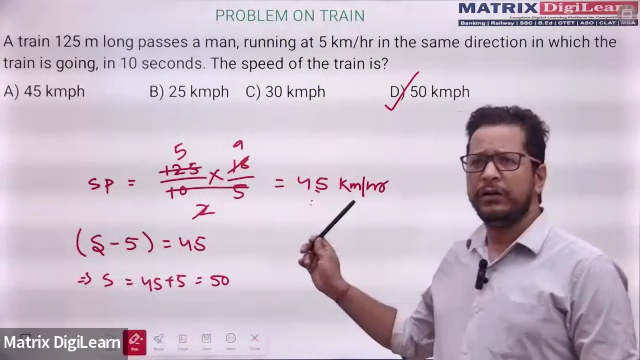 PROBLEM ON TRAIN
MATRIX DigiLearn
A train 125 m long passes a man, running at 5 km/hr in the same direction in which the
train is going, in 10 seconds. The speed of the train is?
A) 45 kmph B) 25 kmph C) 30 kmph D) 50 kmph
5 9
SP = 125/10 × 18/5 = 45 km/hr
2
(S - 5) = 45
⇒ S = 45+5 = 50
Matrix DigiLearn